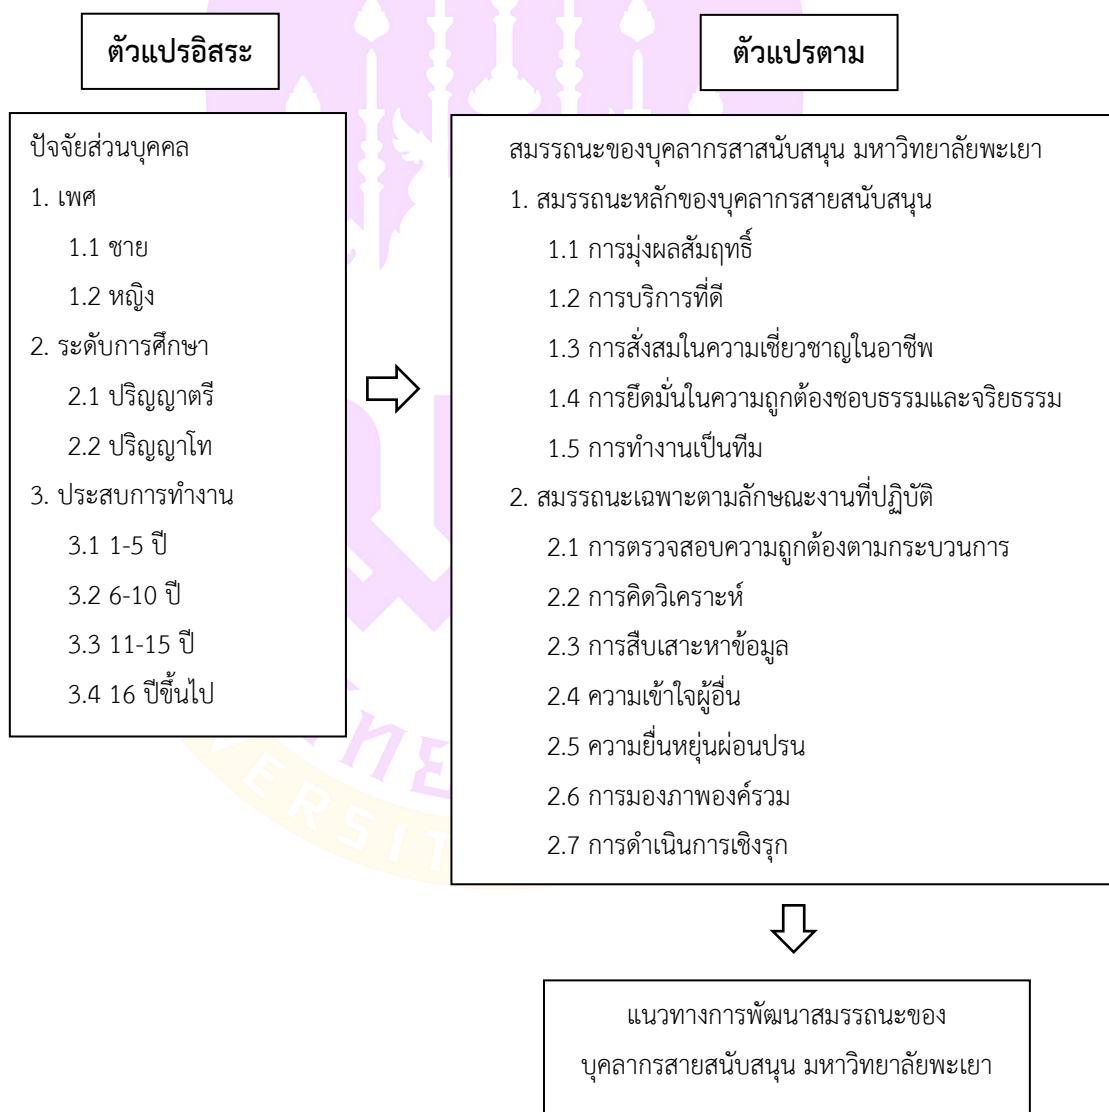 ตัวแปรอิสระ
ตัวแปรตาม
ปัจจัยส่วนบุคคล
1. เพศ
1.1 ชาย
1.2 หญิง
2. ระดับการศึกษา
2.1 ปริญญาตรี
2.2 ปริญญาโท
3. ประสบการทำงาน
3.1 1-5 ปี
3.2 6-10 ปี
3.3 11-15 ปี
3.4 16 ปีขึ้นไป
สมรรถนะของบุคลากรสาสนับสนุน มหาวิทยาลัยพะเยา
1. สมรรถนะหลักของบุคลากรสายสนับสนุน
1.1 การมุ่งผลสัมฤทธิ์
1.2 การบริการที่ดี
1.3 การสั่งสมในความเชี่ยวชาญในอาชีพ
1.4 การยึดมั่นในความถูกต้องชอบธรรมและจริยธรรม
1.5 การทำงานเป็นทีม
2. สมรรถนะเฉพาะตามลักษณะงานที่ปฏิบัติ
2.1 การตรวจสอบความถูกต้องตามกระบวนการ
2.2 การคิดวิเคราะห์
2.3 การสืบเสาะหาข้อมูล
2.4 ความเข้าใจผู้อื่น
2.5 ความยื่นหยุ่นผ่อนปรน
2.6 การมองภาพองค์รวม
2.7 การดำเนินการเชิงรุก
แนวทางการพัฒนาสมรรถนะของ
บุคลากรสายสนับสนุน มหาวิทยาลัยพะเยา